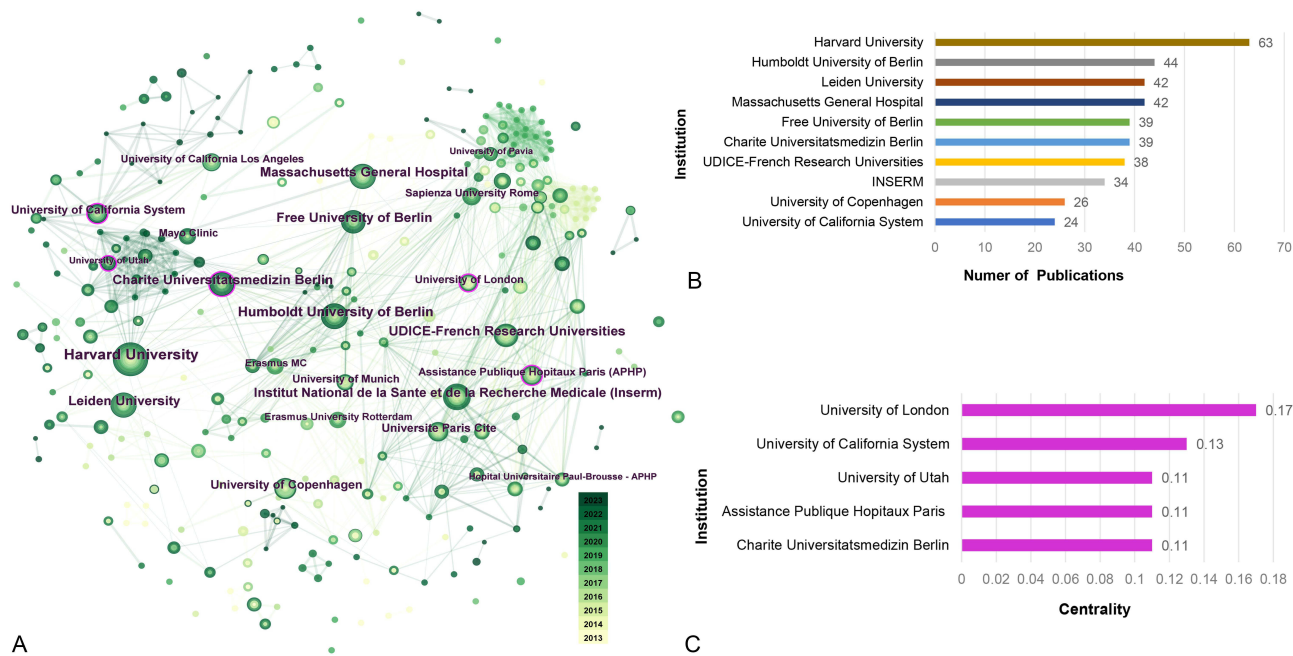 University of Pavia
University of California Los Angeles
Massachusetts General Hospital
Sapienza University Rome
University of California System
Free University of Berlin
Mayo Clinic
University of Utah
Charite Universitatsmedizin Berlin
University of London
Humboldt University of Berlin
UDICE-French Research Universities
Harvard University
Erasmus MC
Assistance Publique Hopitaux Paris (APHP)
University of Munich
Institut National de la Sante et de la Recherche Medicale (Inserm)
Leiden University
Erasmus University Rotterdam
Universite Paris Cite
Hopital Universitaire Paul-Brousse - APHP
University of Copenhagen
2023
2022
2021
2020
2019
2018
2017
2016
2015
2014
2013
A
Institution
Harvard University 63
Humboldt University of Berlin 44
Leiden University 42
Massachusetts General Hospital 42
Free University of Berlin 39
Charite Universitatsmedizin Berlin 39
UDICE-French Research Universities 38
INSERM 34
University of Copenhagen 26
University of California System 24
0 10 20 30 40 50 60 70
Numer of Publications
B
Institution
University of London 0.17
University of California System 0.13
University of Utah 0.11
Assistance Publique Hopitaux Paris 0.11
Charite Universitatsmedizin Berlin 0.11
0 0.02 0.04 0.06 0.08 0.1 0.12 0.14 0.16 0.18
Centrality
C